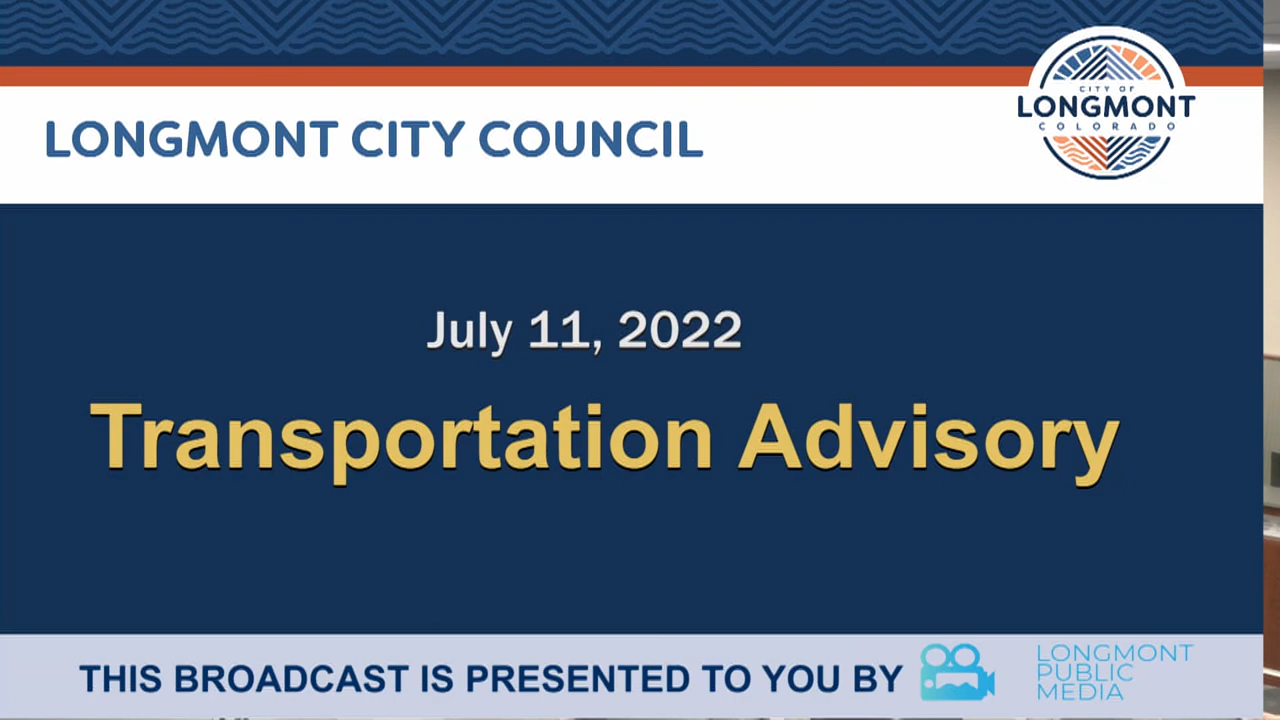 CITY OF
LONGMONT
COLORADO
LONGMONT CITY COUNCIL
July 11, 2022
Transportation Advisory
THIS BROADCAST IS PRESENTED TO YOU BY
LONGMONT
PUBLIC
MEDIA